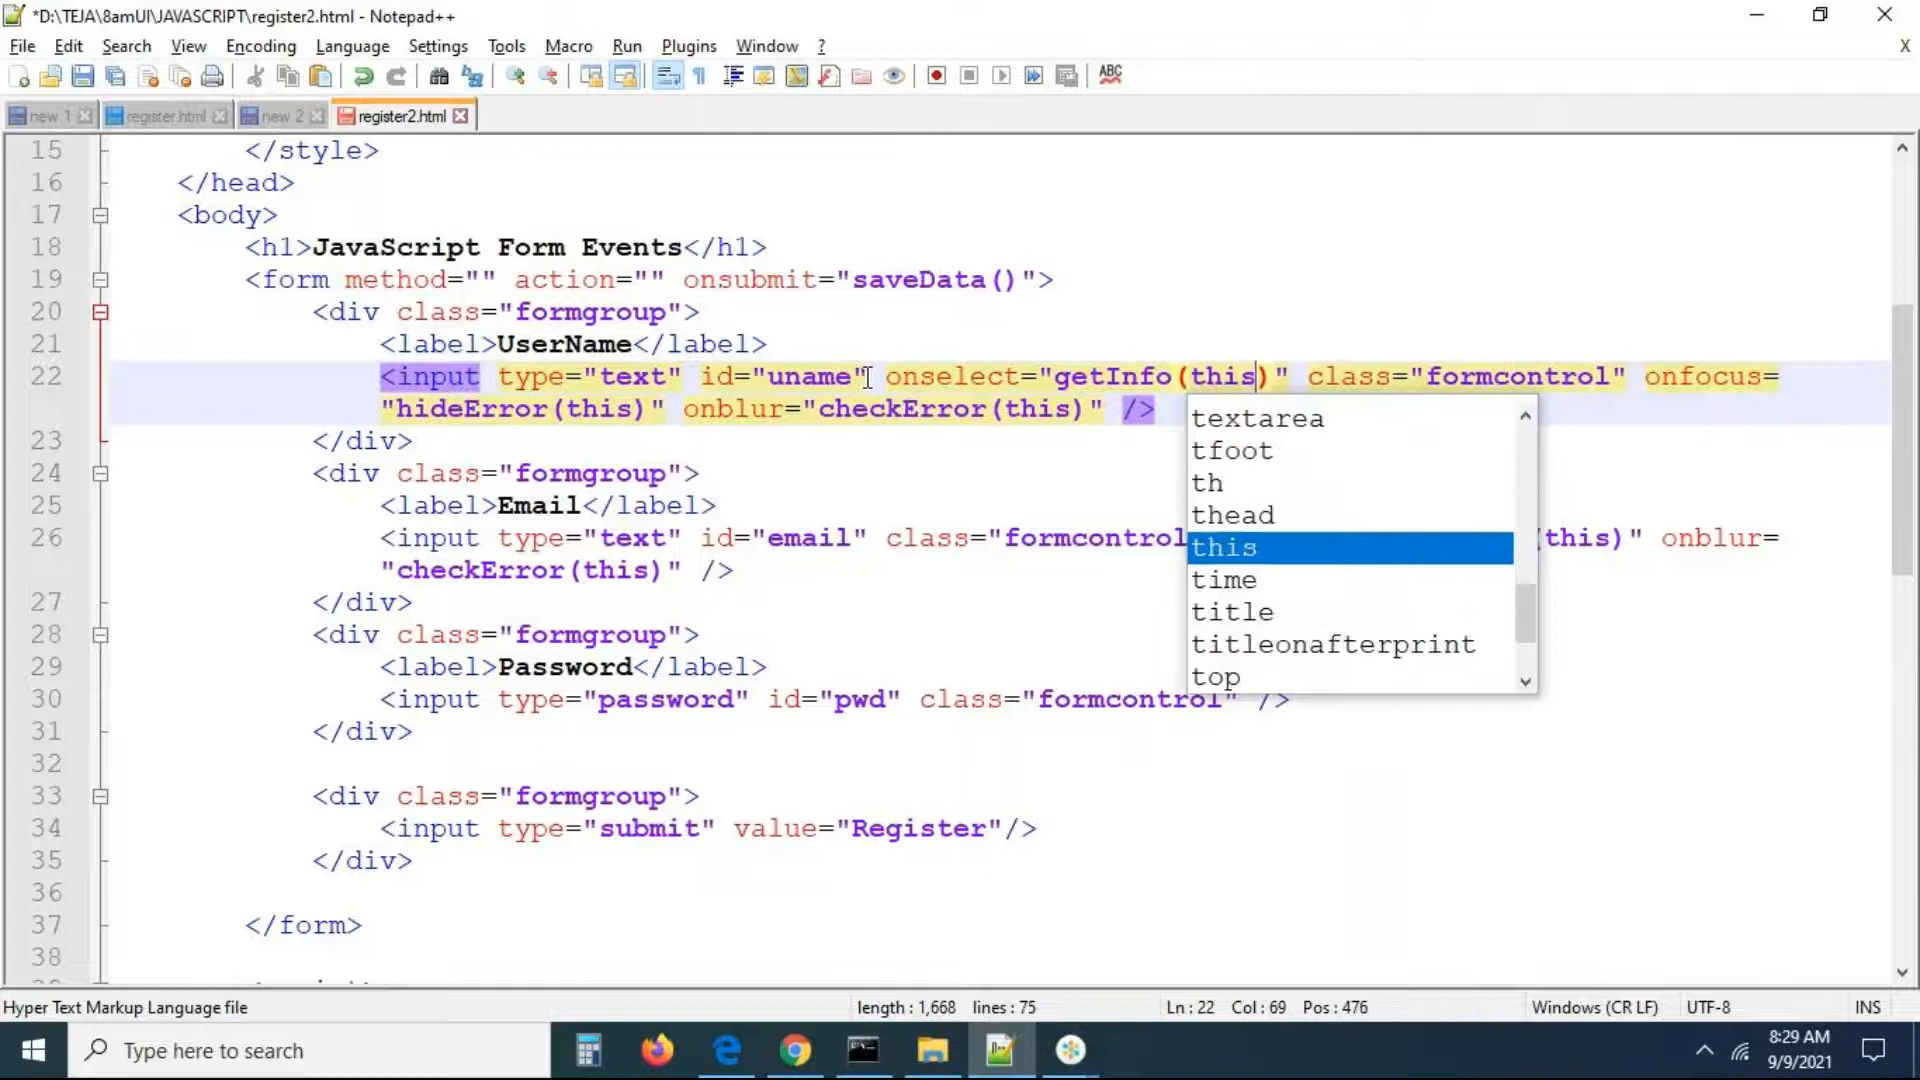 *D:\TEJA\8amUI\JAVASCRIPT\register2.html - Notepad++
File Edit Search View Encoding Language Settings Tools Macro Run Plugins Window ?
X
ABC
new 1 register.html new 2 register2.html
15 </style>
16 </head>
17 <body>
18 <h1>JavaScript Form Events</h1>
19 <form method="" action="" onsubmit="saveData()">
20 <div class="formgroup">
21 <label>UserName</label>
22 <input type="text" id="uname" onselect="getInfo(this)" class="formcontrol" onfocus=
"hideError(this)" onblur="checkError(this)" />
23 </div>
24 <div class="formgroup">
25 <label>Email</label>
26 <input type="text" id="email" class="formcontrol (this)" onblur=
"checkError(this)" />
27 </div>
28 <div class="formgroup">
29 <label>Password</label>
30 <input type="password" id="pwd" class="formcontrol" />
31 </div>
32
33 <div class="formgroup">
34 <input type="submit" value="Register"/>
35 </div>
36
37 </form>
38
textarea
tfoot
th
thead
this
time
title
titleonafterprint
top
Hyper Text Markup Language file length : 1,668 lines : 75 Ln : 22 Col : 69 Pos : 476 Windows (CR LF) UTF-8 INS
Type here to search
8:29 AM
9/9/2021